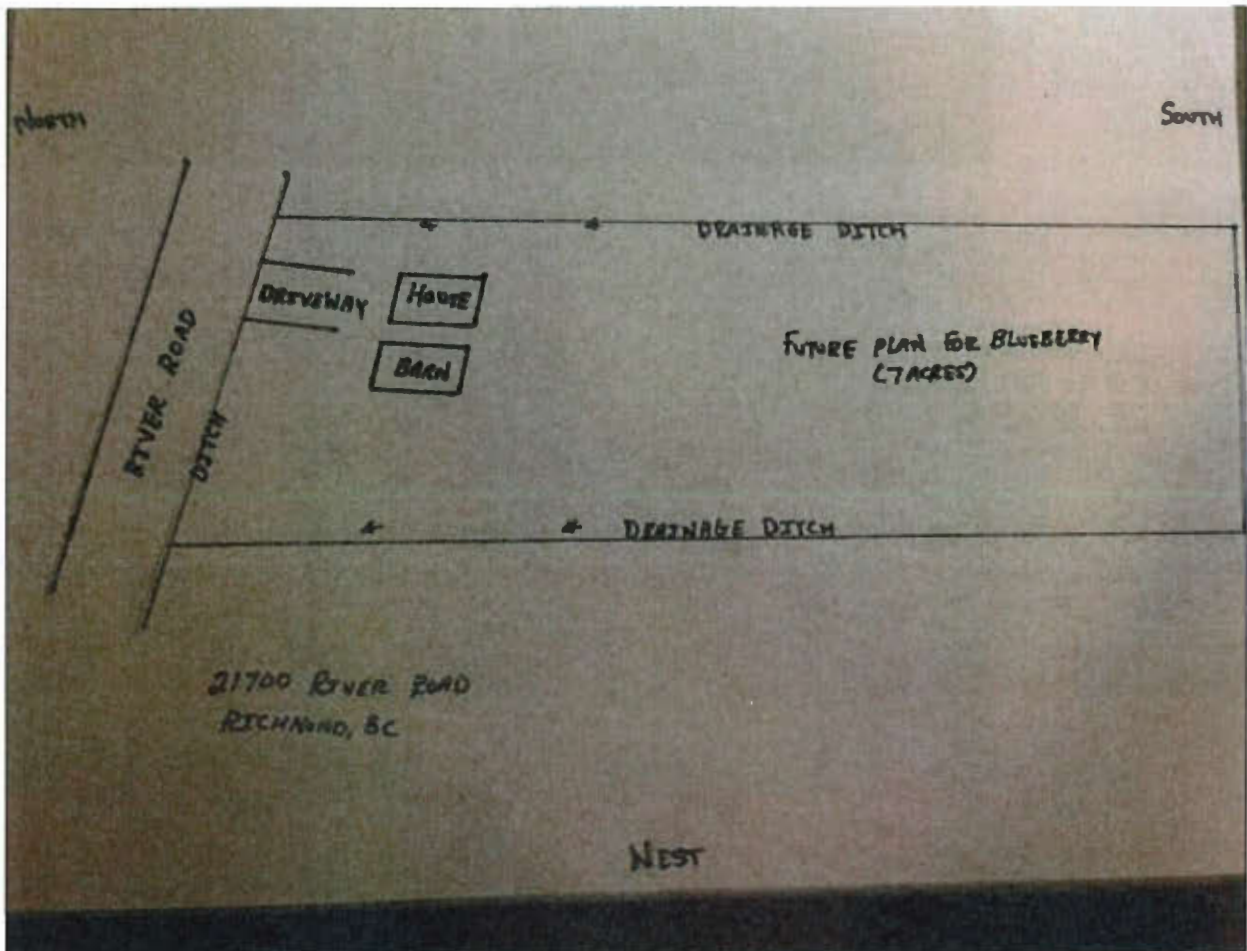 NORTH
SOUTH
DRAINAGE DITCH
DRIVEWAY
HOUSE
BARN
RIVER ROAD
DITCH
FUTURE PLAN FOR BLUEBERRY
(7 ACRES)
DRAINAGE DITCH
21700 RIVER ROAD
RICHMOND, BC
WEST